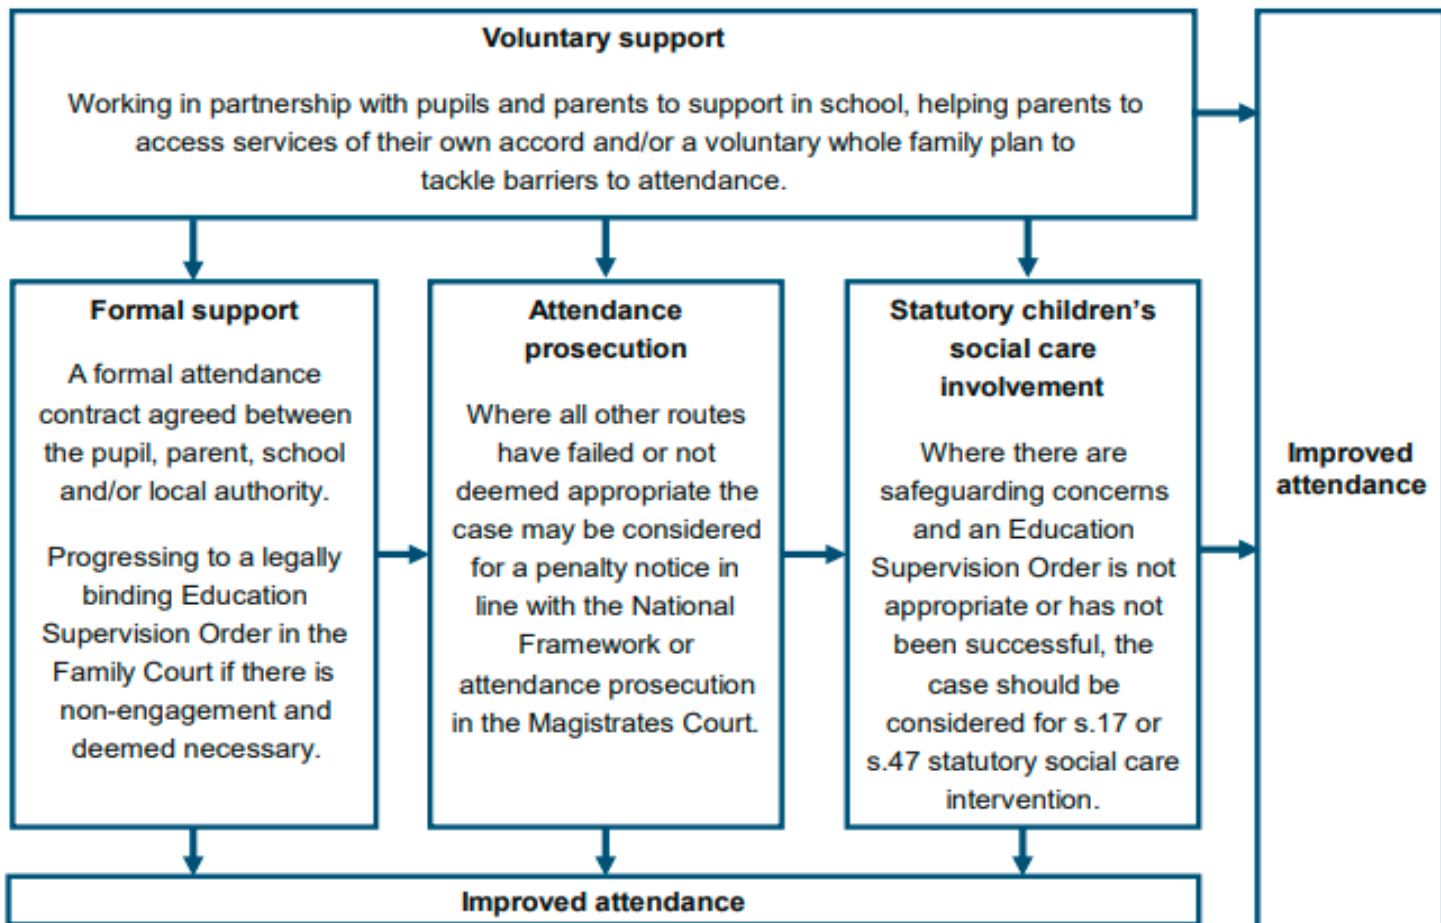 Voluntary support
Working in partnership with pupils and parents to support in school, helping parents to
access services of their own accord and/or a voluntary whole family plan to
tackle barriers to attendance.
Formal support
A formal attendance
contract agreed between
the pupil, parent, school
and/or local authority.
Progressing to a legally
binding Education
Supervision Order in the
Family Court if there is
non-engagement and
deemed necessary.
Attendance
prosecution
Where all other routes
have failed or not
deemed appropriate the
case may be considered
for a penalty notice in
line with the National
Framework or
attendance prosecution
in the Magistrates Court.
Statutory children’s
social care
involvement
Where there are
safeguarding concerns
and an Education
Supervision Order is not
appropriate or has not
been successful, the
case should be
considered for s.17 or
s.47 statutory social care
intervention.
Improved
attendance
Improved attendance